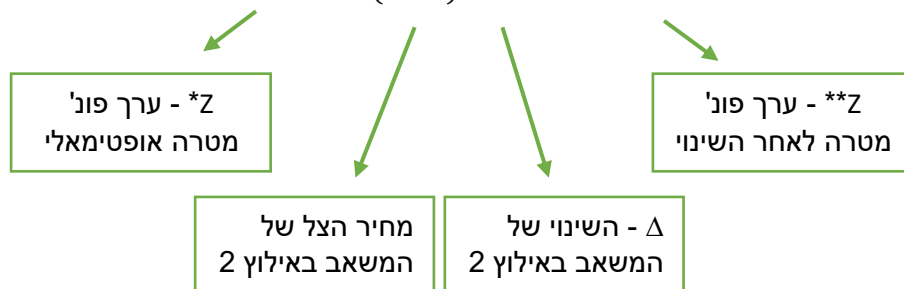 Z* - ערך פונ'
מטרה אופטימאלי
Z** - ערך פונ'
מטרה לאחר השינוי
מחיר הצל של
המשאב באילוץ 2
Δ - השינוי של
המשאב באילוץ 2